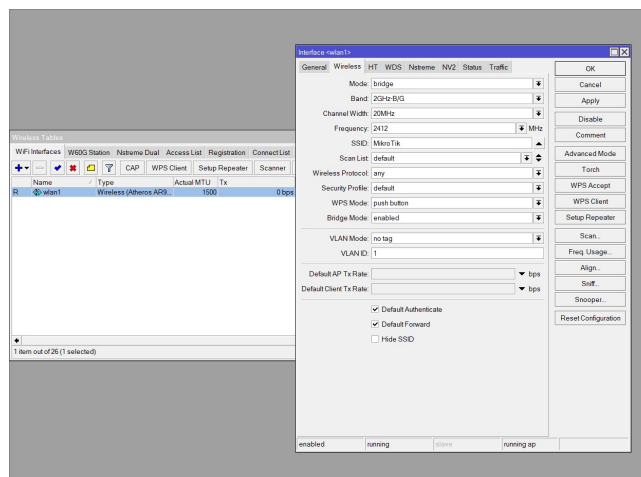 Interface <wlan1>
General Wireless HT WDS Nstreme NV2 Status Traffic
Mode: bridge
Band: 2GHz-B/G
Channel Width: 20MHz
Frequency: 2412 MHz
SSID: MikroTik
Scan List: default
Wireless Protocol: any
Security Profile: default
WPS Mode: push button
Bridge Mode: enabled
VLAN Mode: no tag
VLAN ID: 1
Default AP Tx Rate: bps
Default Client Tx Rate: bps
Default Authenticate
Default Forward
Hide SSID
enabled running slave running ap
OK
Cancel
Apply
Disable
Comment
Advanced Mode
Torch
WPS Accept
WPS Client
Setup Repeater
Scan...
Freq. Usage...
Align...
Sniff...
Snooper...
Reset Configuration
Wireless Tables
WiFi Interfaces W60G Station Nstreme Dual Access List Registration Connect List
CAP WPS Client Setup Repeater Scanner
Name Type Actual MTU Tx
R wlan1 Wireless (Atheros AR9... 1500 0 bps
1 item out of 26 (1 selected)